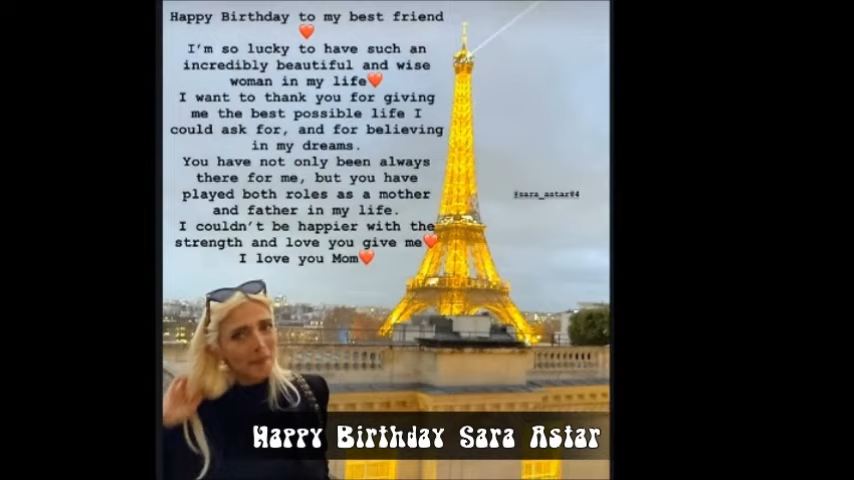 Happy Birthday to my best friend
❤️
I'm so lucky to have such an
incredibly beautiful and wise
woman in my life❤️
I want to thank you for giving
me the best possible life I
could ask for, and for believing
in my dreams.
You have not only been always
there for me, but you have
played both roles as a mother
and father in my life.
I couldn't be happier with the
strength and love you give me❤️
I love you Mom❤️
@sara_astar04
Happy Birthday Sara Astar